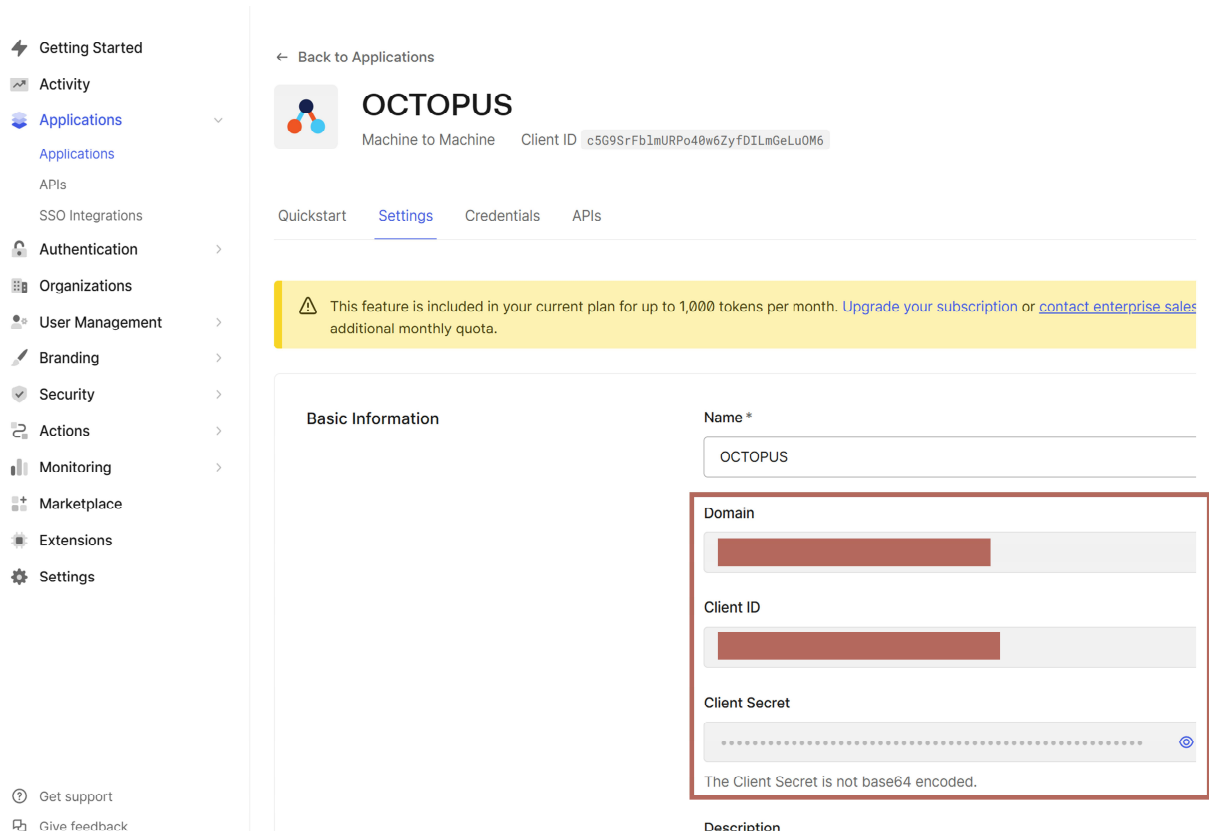 Getting Started
Activity
Applications
Applications
APIs
SSO Integrations
Authentication
Organizations
User Management
Branding
Security
Actions
Monitoring
Marketplace
Extensions
Settings
Get support
Give feedback
← Back to Applications
OCTOPUS
Machine to Machine Client ID c5G9SrFblmURPo40w6ZyfDILmGeLuOM6
Quickstart Settings Credentials APIs
This feature is included in your current plan for up to 1,000 tokens per month. Upgrade your subscription or contact enterprise sales
additional monthly quota.
Basic Information
Name *
OCTOPUS
Domain
Client ID
Client Secret
The Client Secret is not base64 encoded.
Description